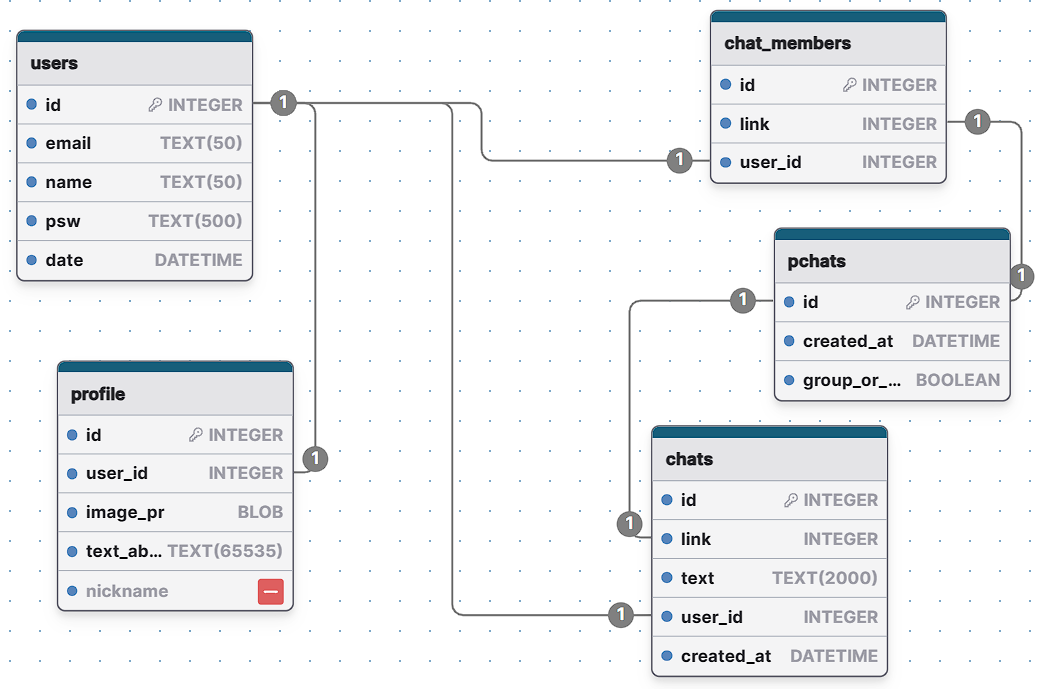 users
id INTEGER
email TEXT(50)
name TEXT(50)
psw TEXT(500)
date DATETIME
1
1
chat_members
id INTEGER
link INTEGER
user_id INTEGER
1
1
pchats
id INTEGER
created_at DATETIME
group_or_... BOOLEAN
1
profile
id INTEGER
user_id INTEGER
image_pr BLOB
text_ab... TEXT(65535)
nickname
1
chats
id INTEGER
link INTEGER
text TEXT(2000)
user_id INTEGER
created_at DATETIME
1
1